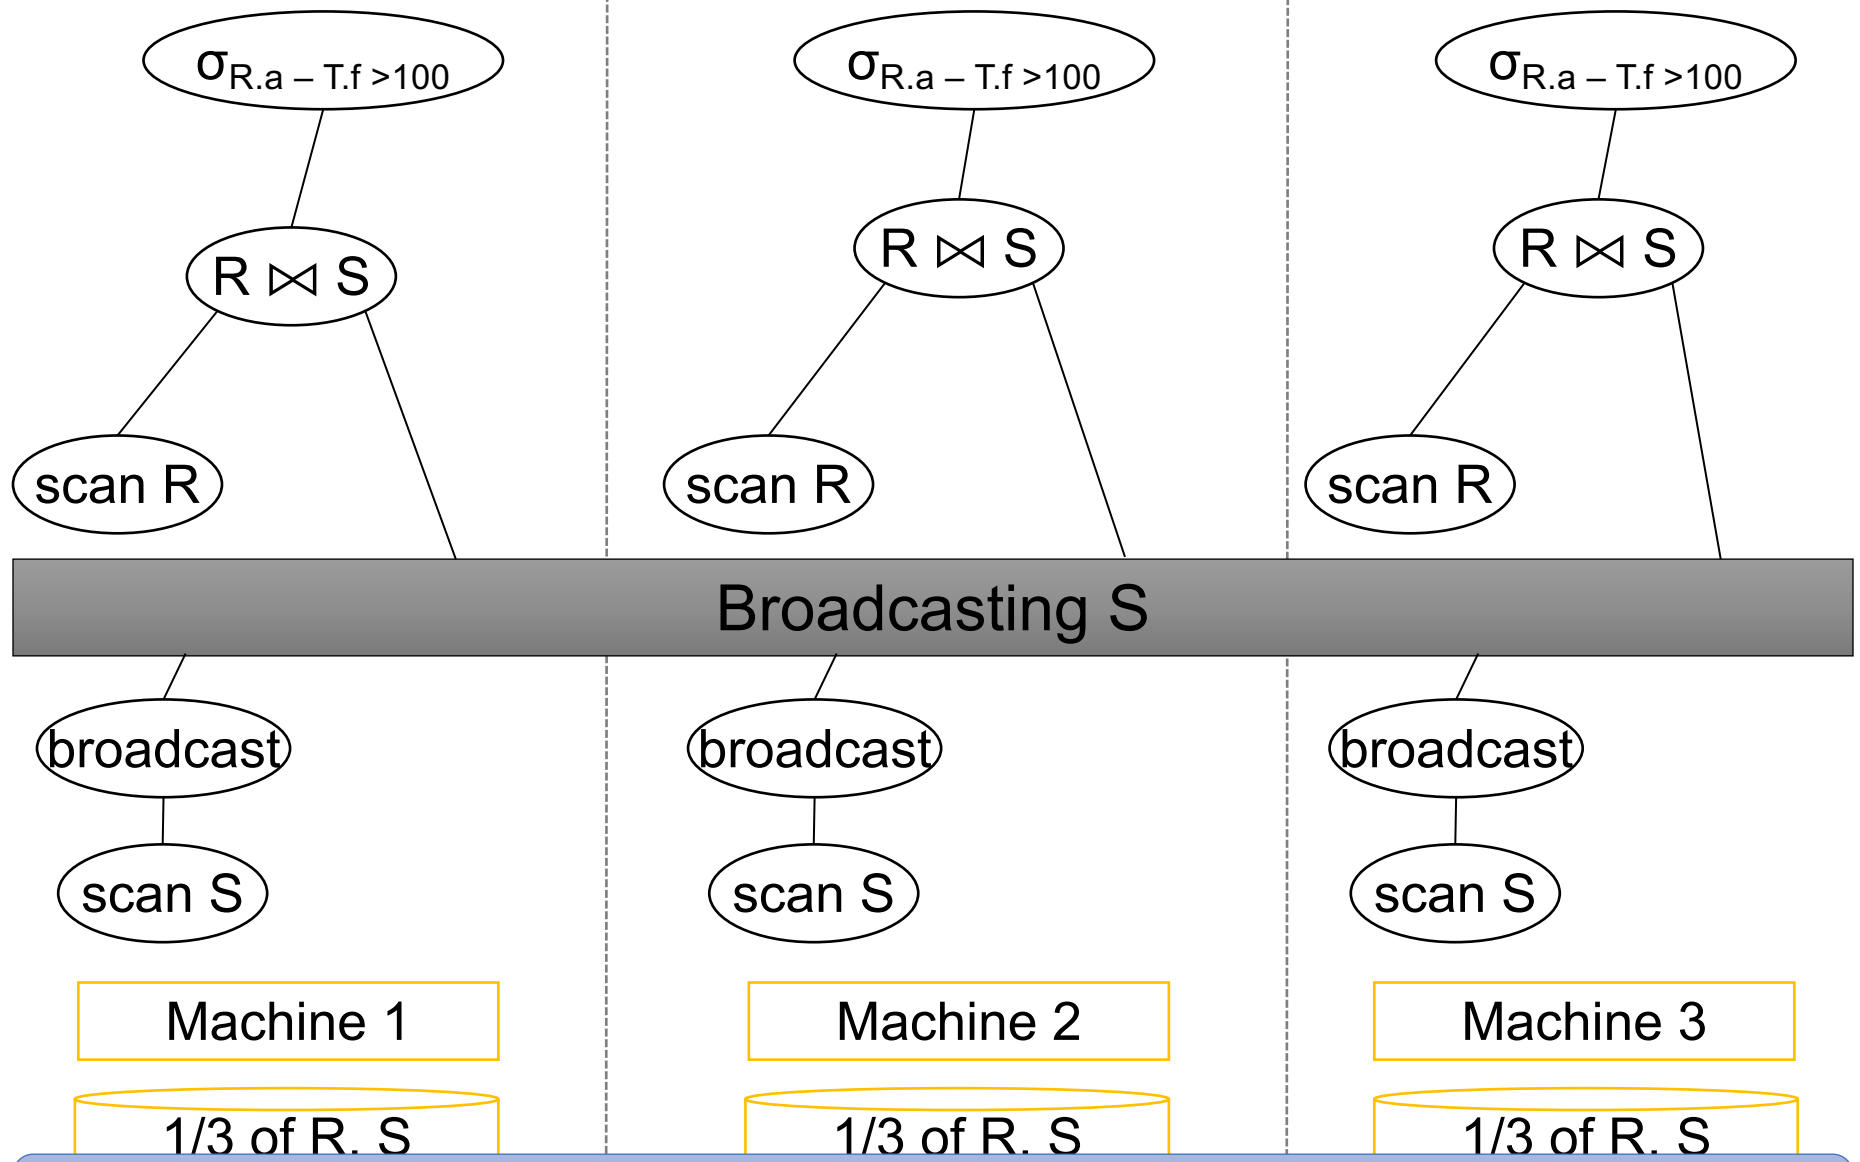 σR.a – T.f >100 σR.a – T.f >100 σR.a – T.f >100
R ⋈ S R ⋈ S R ⋈ S
scan R scan R scan R
Broadcasting S
broadcast broadcast broadcast
scan S scan S scan S
Machine 1 Machine 2 Machine 3
1/3 of R, S 1/3 of R, S 1/3 of R, S